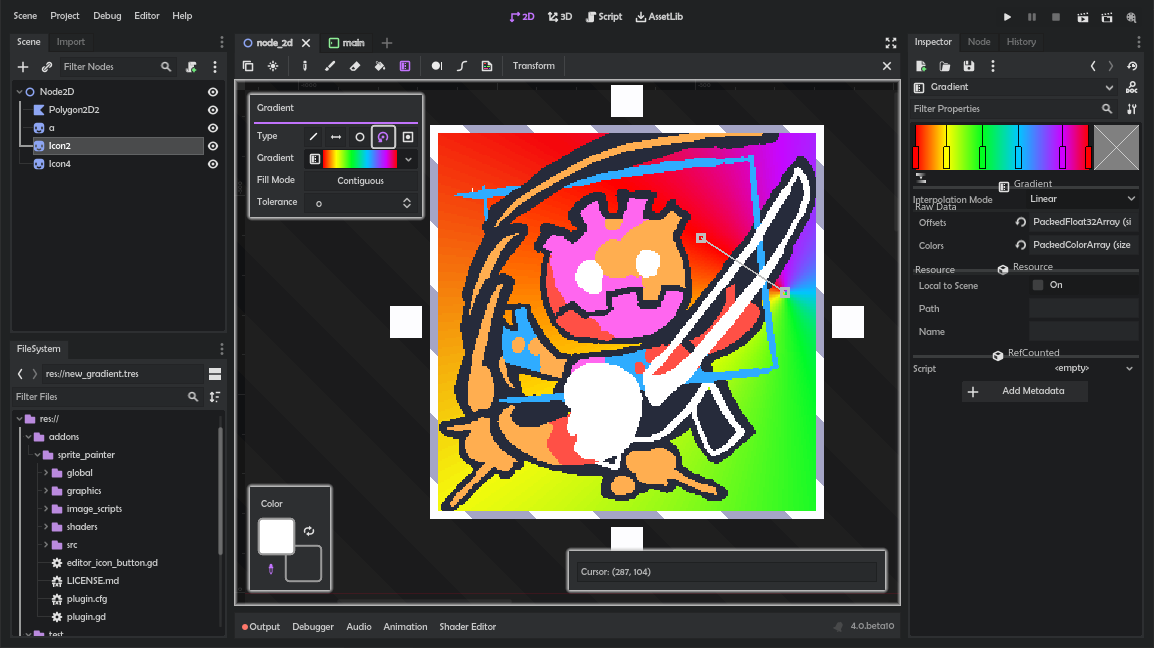 Scene Project Debug Editor Help
2D 3D Script AssetLib
Scene Import
Filter Nodes
Node2D
Polygon2D2
a
Icon2
Icon4
FileSystem
res://new_gradient.tres
Filter Files
res://
addons
sprite_painter
global
graphics
image_scripts
shaders
src
editor_icon_button.gd
LICENSE.md
plugin.cfg
plugin.gd
test
node_2d main
Transform
Gradient
Type
Gradient
Fill Mode Contiguous
Tolerance 0
Color
Cursor: (287, 104)
Output Debugger Audio Animation Shader Editor
4.0.beta10
Inspector Node History
Gradient
Filter Properties
Gradient
Interpolation Mode Linear
Raw Data
Offsets PackedFloat32Array (si
Colors PackedColorArray (size
Resource Resource
Local to Scene On
Path
Name
RefCounted
Script <empty>
Add Metadata